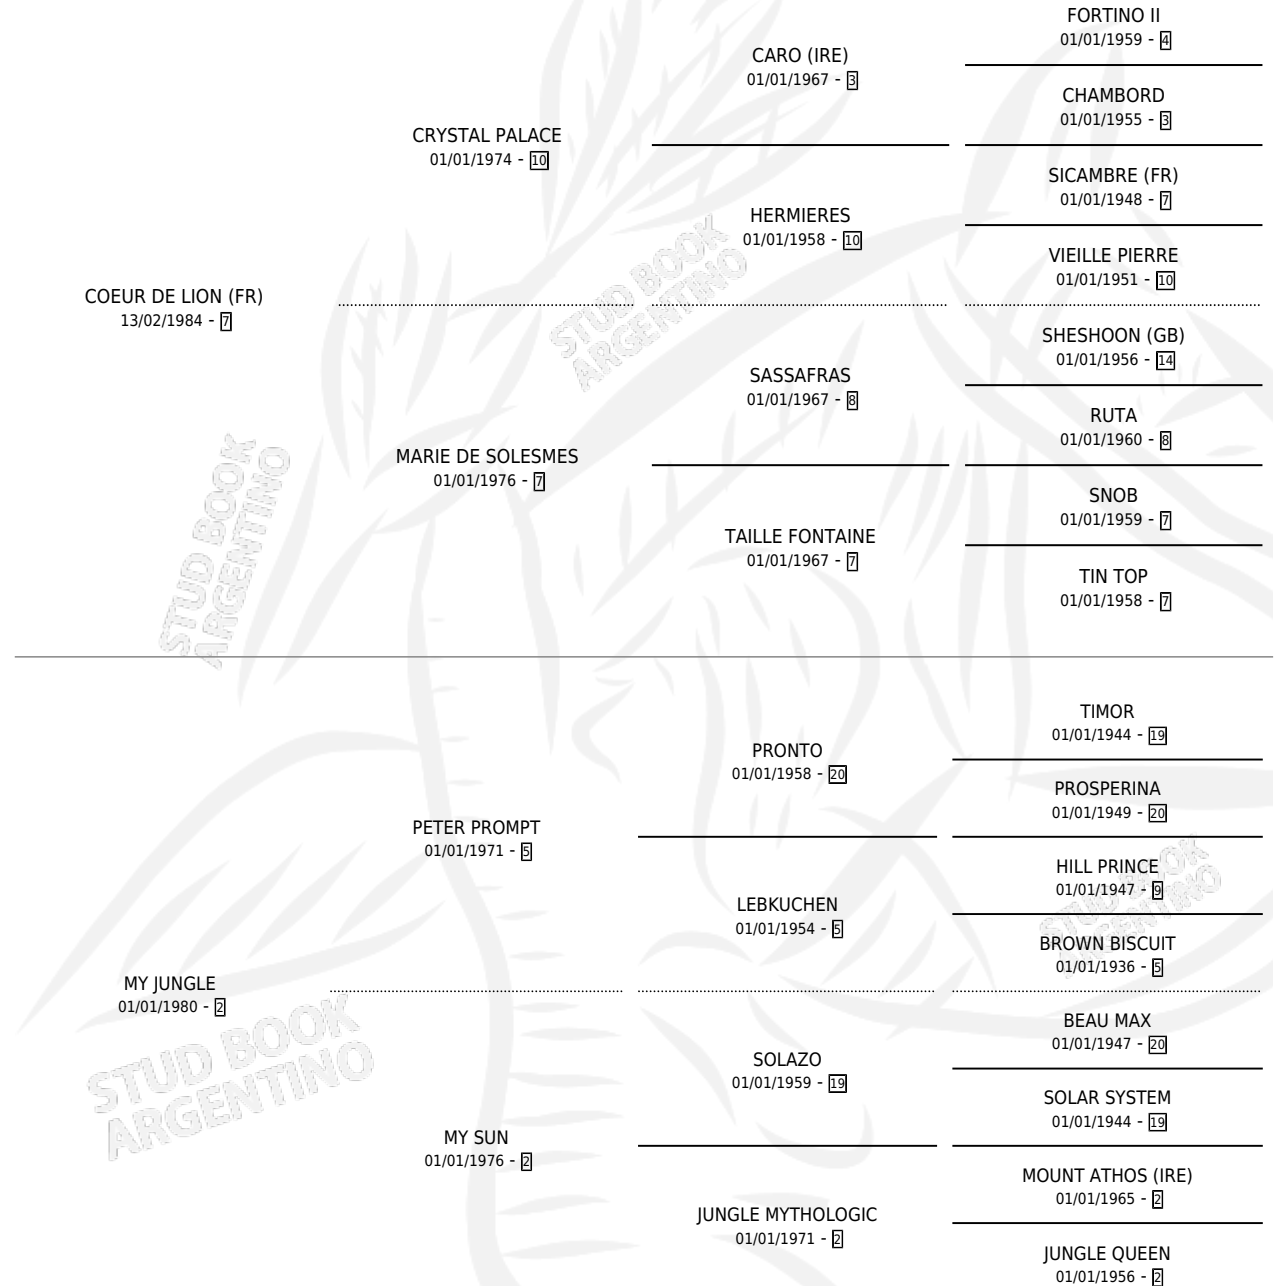 FORTINO II
01/01/1959 - 4
CARO (IRE)
01/01/1967 - 3
CHAMBORD
01/01/1955 - 3
CRYSTAL PALACE
01/01/1974 - 10
SICAMBRE (FR)
01/01/1948 - 7
HERMIERES
01/01/1958 - 10
VIEILLE PIERRE
01/01/1951 - 10
COEUR DE LION (FR)
13/02/1984 - 7
STUD BOOK
ARGENTINO
SHESHOON (GB)
01/01/1956 - 14
SASSAFRAS
01/01/1967 - 8
RUTA
01/01/1960 - 8
MARIE DE SOLESMES
01/01/1976 - 7
SNOB
01/01/1959 - 7
TAILLE FONTAINE
01/01/1967 - 7
TIN TOP
01/01/1958 - 7
STUD BOOK
ARGENTINO
TIMOR
01/01/1944 - 19
PRONTO
01/01/1958 - 20
PROSPERINA
01/01/1949 - 20
PETER PROMPT
01/01/1971 - 5
HILL PRINCE
01/01/1947 - 9
LEBKUCHEN
01/01/1954 - 5
BROWN BISCUIT
01/01/1936 - 5
STUD BOOK
ARGENTINO
MY JUNGLE
01/01/1980 - 2
BEAU MAX
01/01/1947 - 20
SOLAZO
01/01/1959 - 19
SOLAR SYSTEM
01/01/1944 - 19
STUD BOOK
ARGENTINO
MY SUN
01/01/1976 - 2
MOUNT ATHOS (IRE)
01/01/1965 - 2
JUNGLE MYTHOLOGIC
01/01/1971 - 2
JUNGLE QUEEN
01/01/1956 - 2